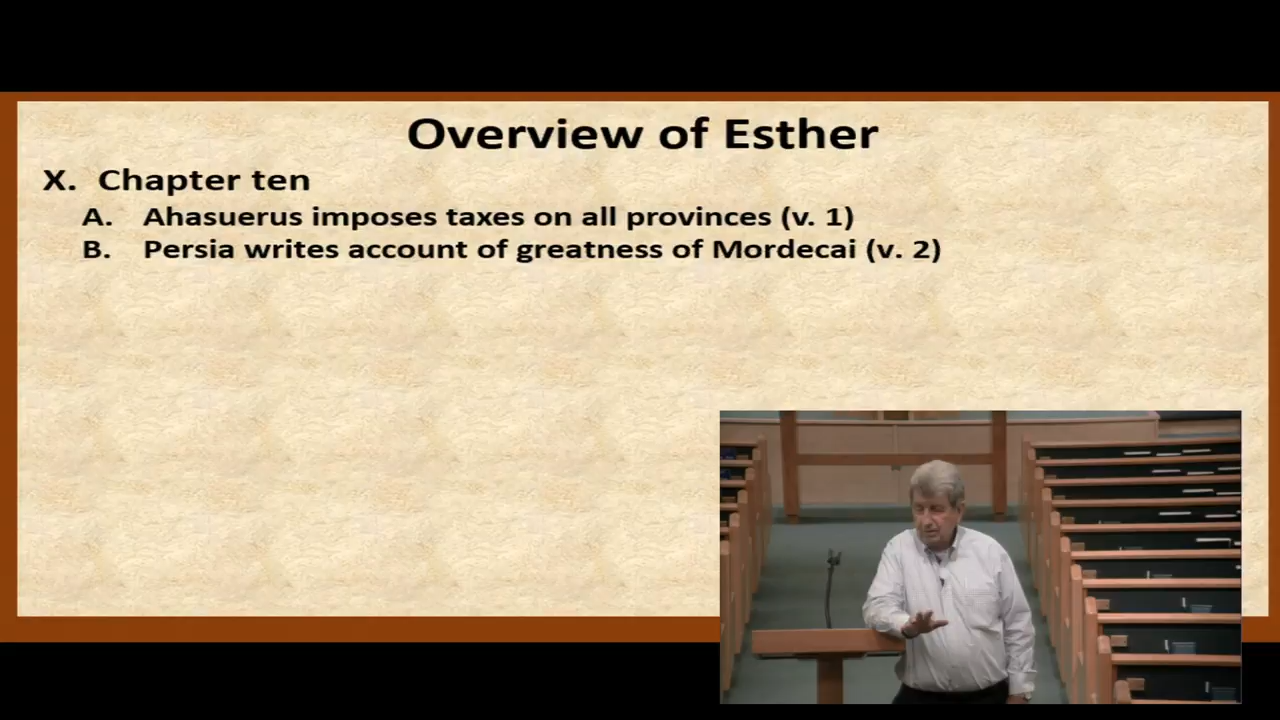 Overview of Esther
X. Chapter ten
A. Ahasuerus imposes taxes on all provinces (v. 1)
B. Persia writes account of greatness of Mordecai (v. 2)